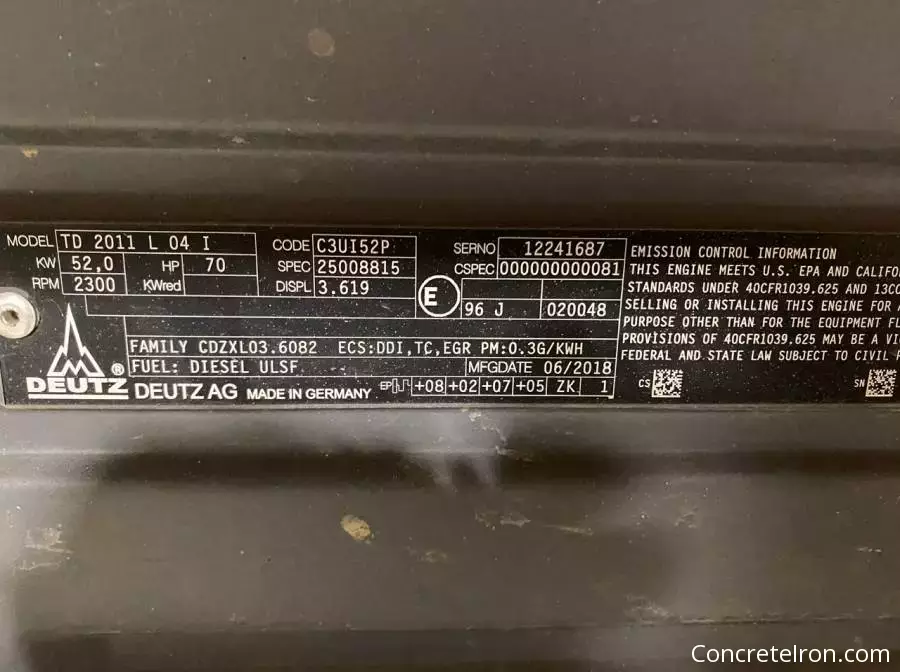 MODEL TD 2011 L 04 I
KW 52,0 HP 70
RPM 2300 KWred
CODE C3UI52P
SPEC 25008815
DISPL 3.619
SERNO 12241687
CSPEC 000000000081
E
96 J 020048
FAMILY CDZXL03.6082 ECS:DDI,TC,EGR PM:0.3G/KWH
FUEL: DIESEL ULSF MFGDATE 06/2018
DEUTZ ®
DEUTZ AG MADE IN GERMANY EP +08 +02 +07 +05 ZK 1
EMISSION CONTROL INFORMATION
THIS ENGINE MEETS U.S. EPA AND CALIFO
STANDARDS UNDER 40CFR1039.625 AND 13CC
SELLING OR INSTALLING THIS ENGINE FOR A
PURPOSE OTHER THAN FOR THE EQUIPMENT FL
PROVISIONS OF 40CFR1039.625 MAY BE A VI
FEDERAL AND STATE LAW SUBJECT TO CIVIL P
CS SN
ConcreteIron.com